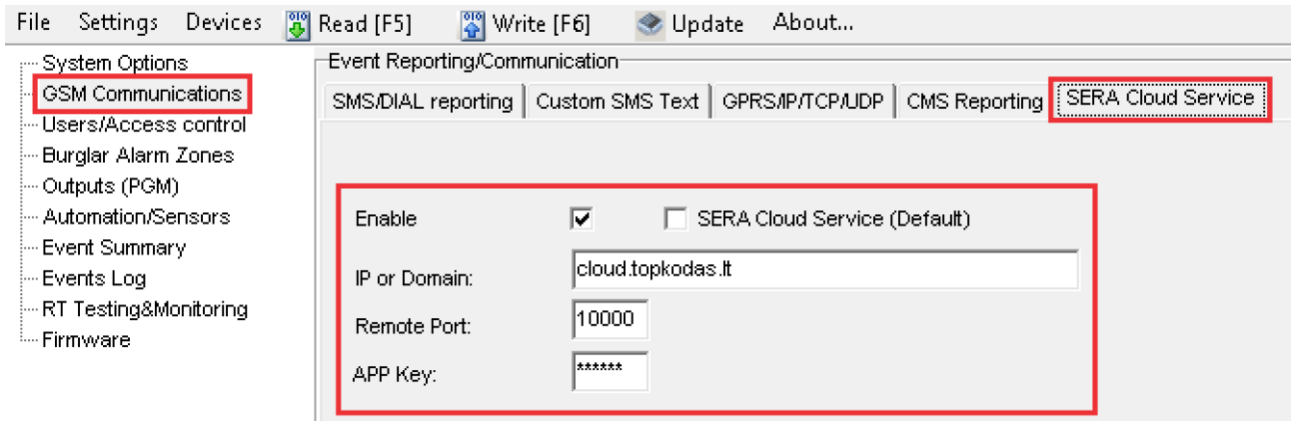 File Settings Devices Read [F5] Write [F6] Update About...
System Options
GSM Communications
Users/Access control
Burglar Alarm Zones
Outputs (PGM)
Automation/Sensors
Event Summary
Events Log
RT Testing&Monitoring
Firmware
Event Reporting/Communication
SMS/DIAL reporting Custom SMS Text GPRS/IP/TCP/UDP CMS Reporting SERA Cloud Service
Enable SERA Cloud Service (Default)
IP or Domain: cloud.topkodas.lt
Remote Port: 10000
APP Key: ******